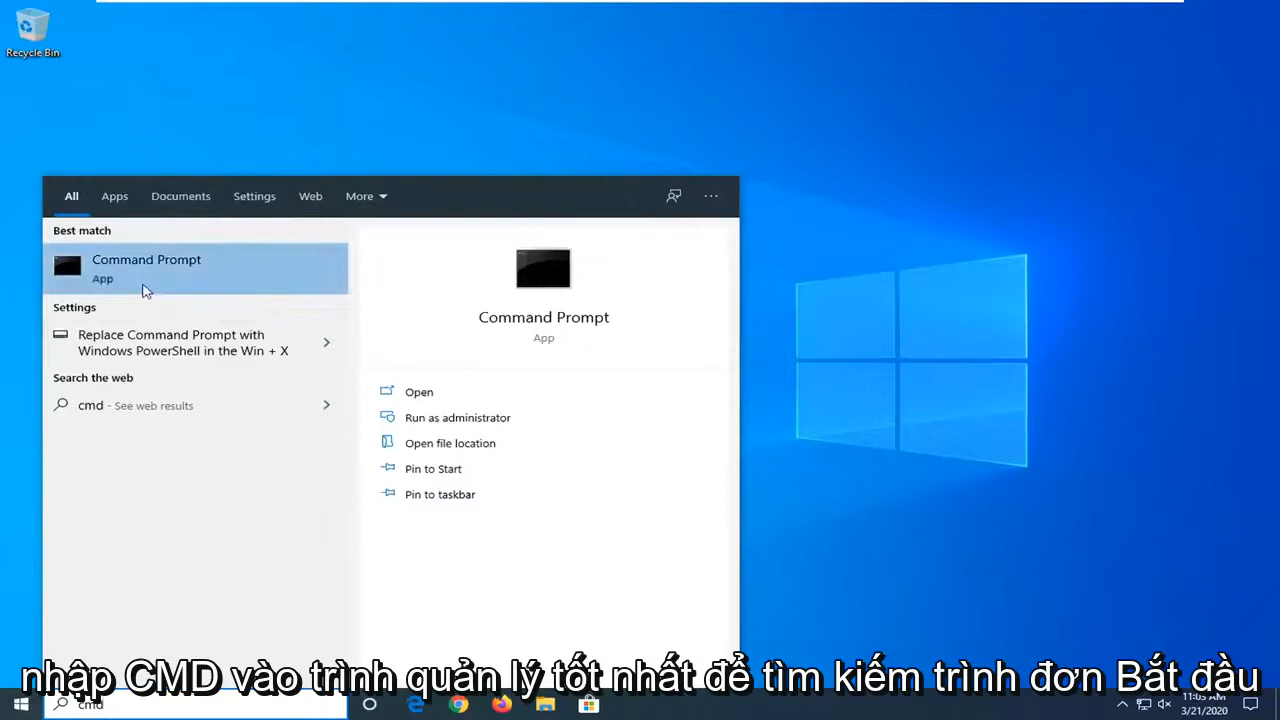 Recycle Bin
All Apps Documents Settings Web More
Best match
Command Prompt
App
Settings
Replace Command Prompt with
Windows PowerShell in the Win + X
Search the web
cmd - See web results
Command Prompt
App
Open
Run as administrator
Open file location
Pin to Start
Pin to taskbar
nhập CMD vào trình quản lý tốt nhất để tìm kiếm trình đơn Bắt đầu
cmd
11:03 AM
3/21/2020